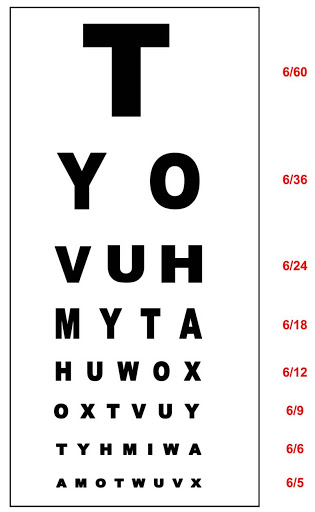 T 6/60
Y O 6/36
V U H 6/24
M Y T A 6/18
H U W O X 6/12
O X T V U Y 6/9
T Y H M I W A 6/6
A M O T W U V X 6/5